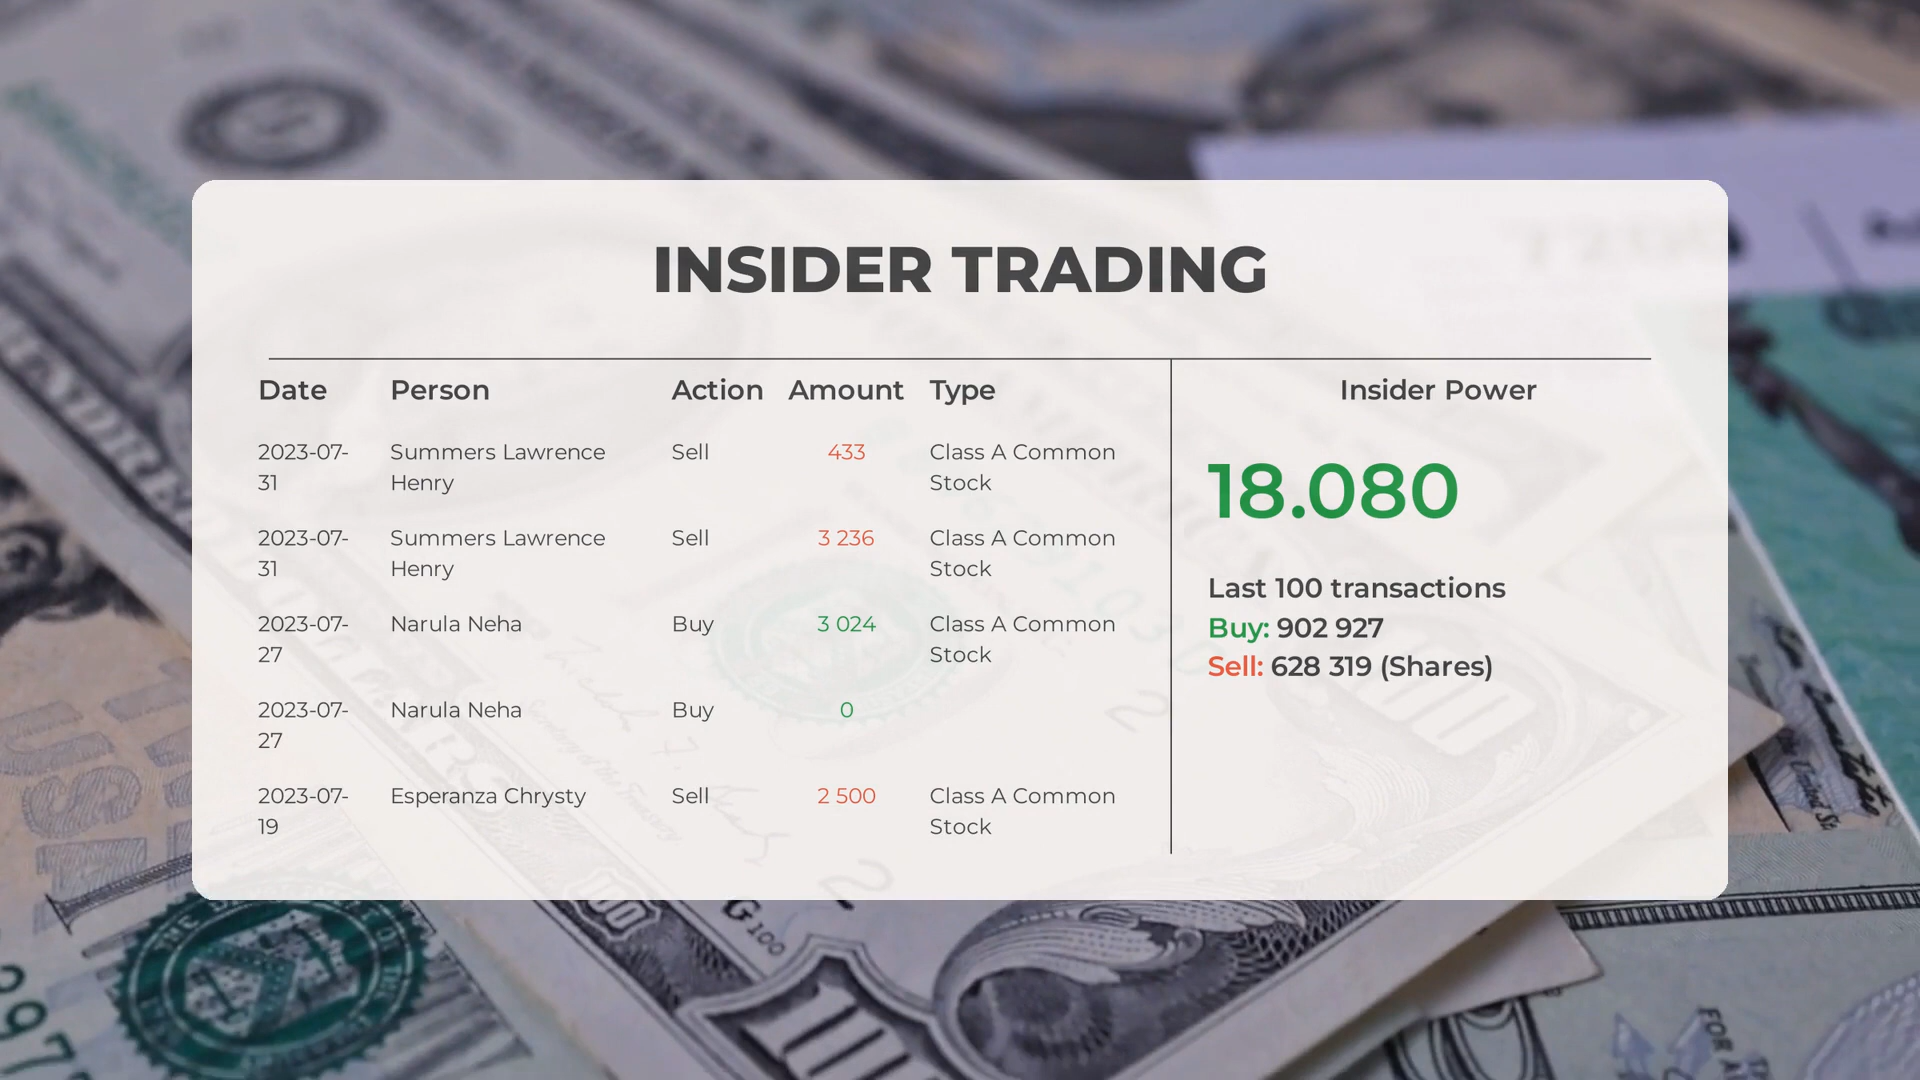 INSIDER TRADING
Date Person Action Amount Type
2023-07-31 Summers Lawrence Henry Sell 433 Class A Common Stock
2023-07-31 Summers Lawrence Henry Sell 3 236 Class A Common Stock
2023-07-27 Narula Neha Buy 3 024 Class A Common Stock
2023-07-27 Narula Neha Buy 0
2023-07-19 Esperanza Chrysty Sell 2 500 Class A Common Stock
Insider Power
18.080
Last 100 transactions
Buy: 902 927
Sell: 628 319 (Shares)
G100
100